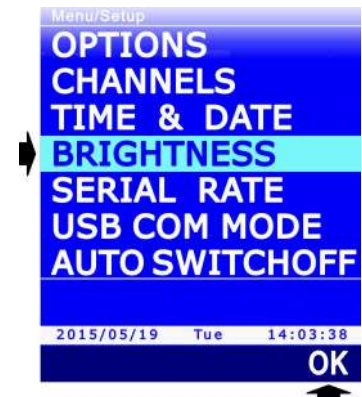 Menu/Setup
OPTIONS
CHANNELS
TIME & DATE
BRIGHTNESS
SERIAL RATE
USB COM MODE
AUTO SWITCHOFF
2015/05/19 Tue 14:03:38
OK